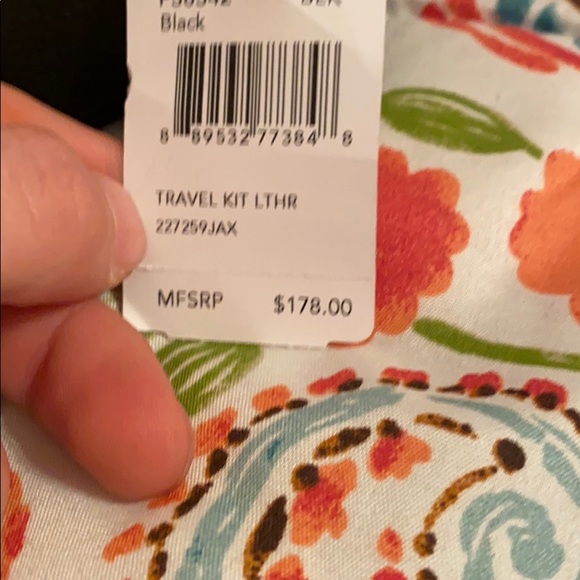 Black
8 89532 77384 8
TRAVEL KIT LTHR
227259JAX
MFSRP $178.00